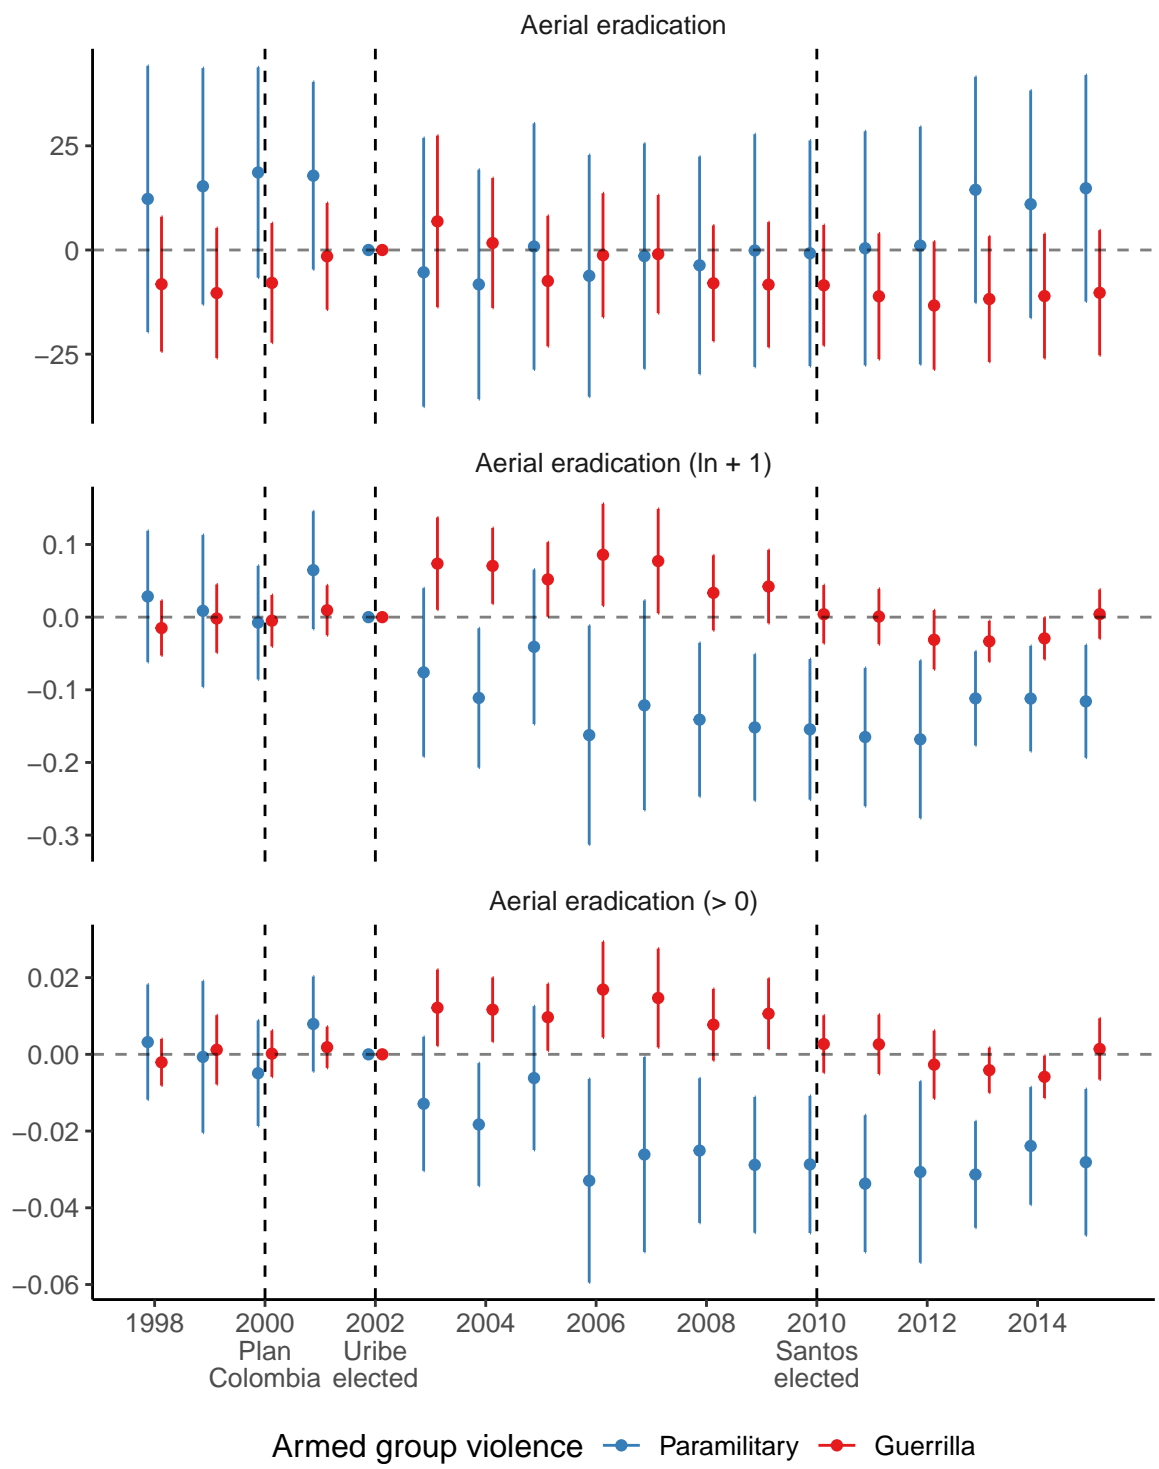 Aerial eradication
25
0
−25
Aerial eradication (ln + 1)
0.1
0.0
−0.1
−0.2
−0.3
Aerial eradication (> 0)
0.02
0.00
−0.02
−0.04
−0.06
1998 2000 2002 2004 2006 2008 2010 2012 2014
Plan Uribe Santos
Colombia elected elected
Armed group violence Paramilitary Guerrilla